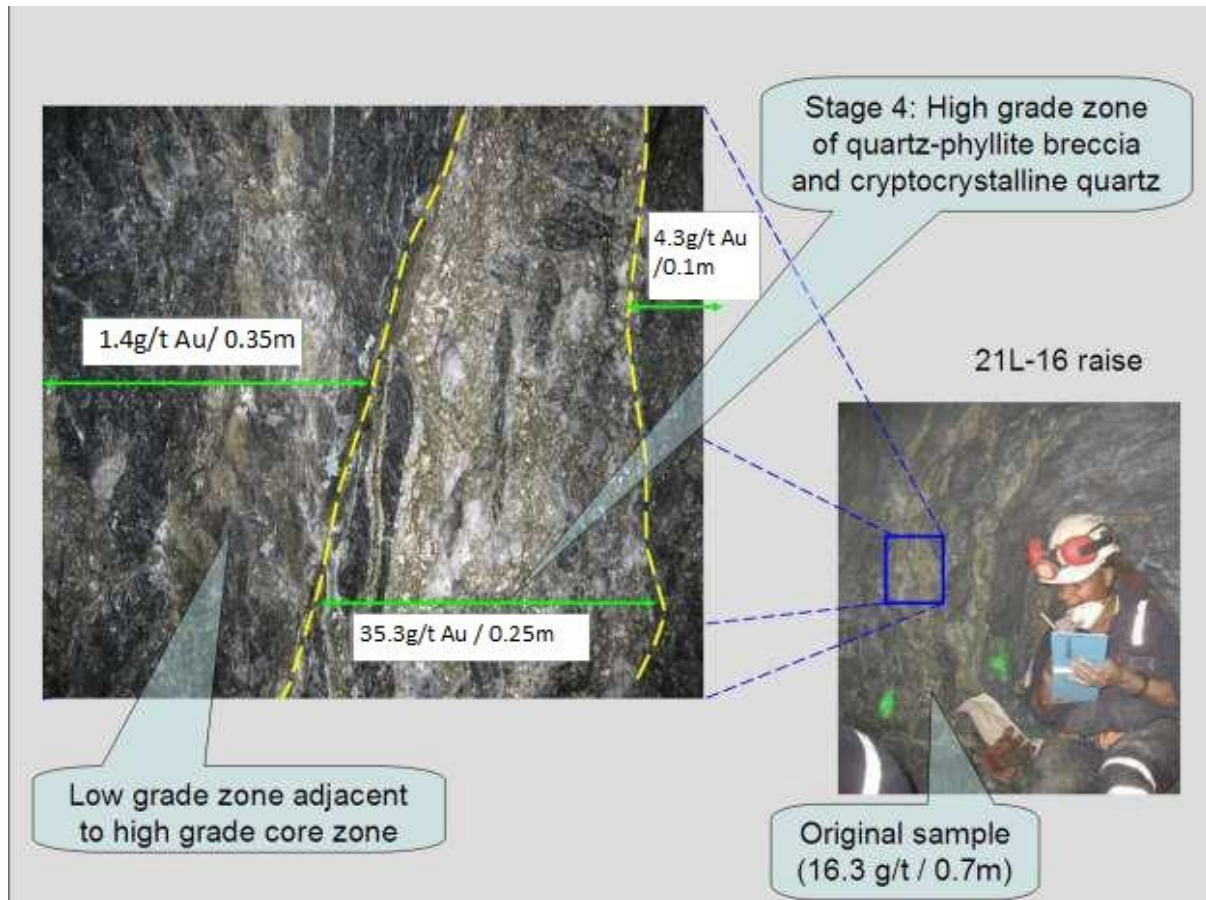 Stage 4: High grade zone
of quartz-phyllite breccia
and cryptocrystalline quartz
4.3g/t Au
/0.1m
1.4g/t Au/ 0.35m
21L-16 raise
35.3g/t Au / 0.25m
Low grade zone adjacent
to high grade core zone
Original sample
(16.3 g/t / 0.7m)